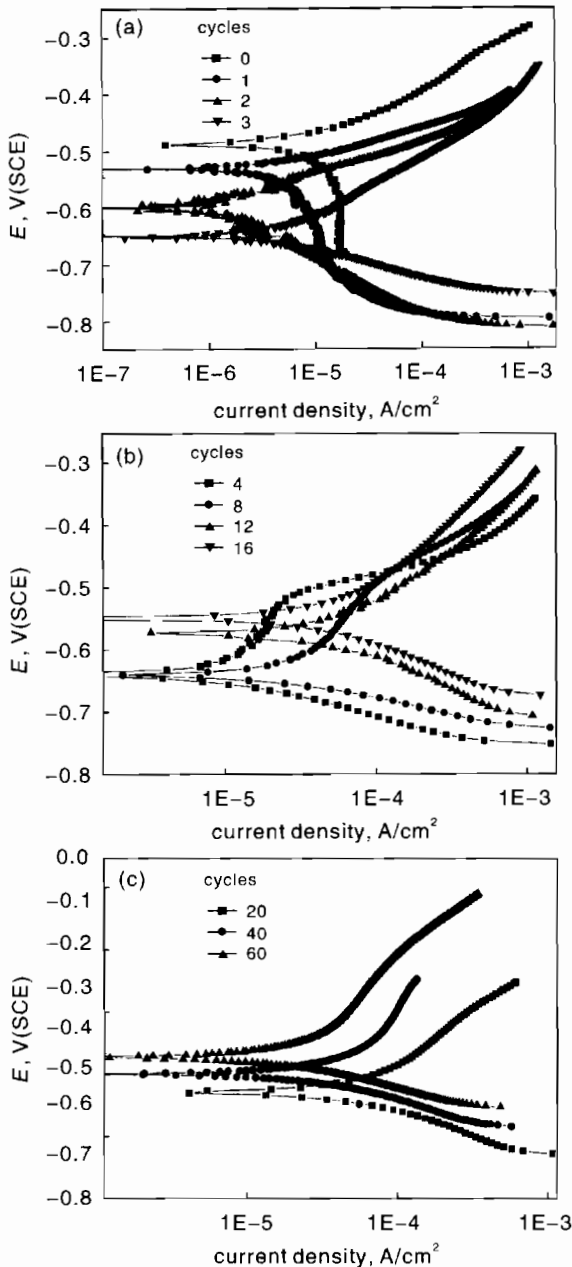 (a)
cycles
0
1
2
3
−0.3
−0.4
−0.5
−0.6
−0.7
−0.8
E, V(SCE)
1E-7 1E-6 1E-5 1E-4 1E-3
current density, A/cm²
(b)
cycles
4
8
12
16
−0.3
−0.4
−0.5
−0.6
−0.7
−0.8
E, V(SCE)
1E-5 1E-4 1E-3
current density, A/cm²
(c)
cycles
20
40
60
0.0
−0.1
−0.2
−0.3
−0.4
−0.5
−0.6
−0.7
−0.8
E, V(SCE)
1E-5 1E-4 1E-3
current density, A/cm²